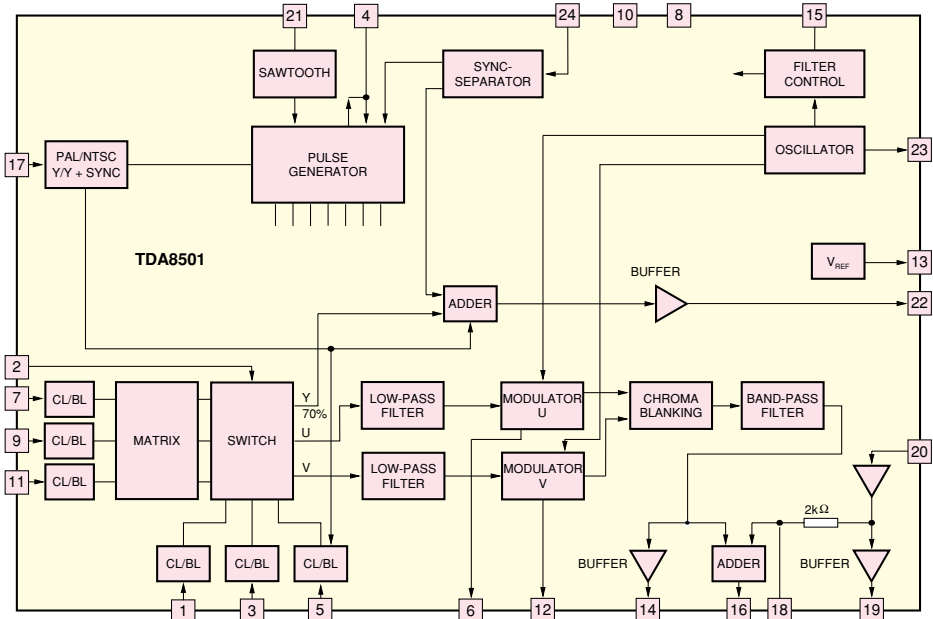 21
4
24
10
8
15
SAWTOOTH
SYNC-
SEPARATOR
FILTER
CONTROL
17
PAL/NTSC
Y/Y + SYNC
PULSE
GENERATOR
OSCILLATOR
23
TDA8501
VREF
13
BUFFER
ADDER
22
2
7
CL/BL
MATRIX
SWITCH
Y
70%
U
V
LOW-PASS
FILTER
MODULATOR
U
CHROMA
BLANKING
BAND-PASS
FILTER
9
CL/BL
11
CL/BL
LOW-PASS
FILTER
MODULATOR
V
20
2kΩ
CL/BL
CL/BL
CL/BL
BUFFER
ADDER
BUFFER
1
3
5
6
12
14
16
18
19